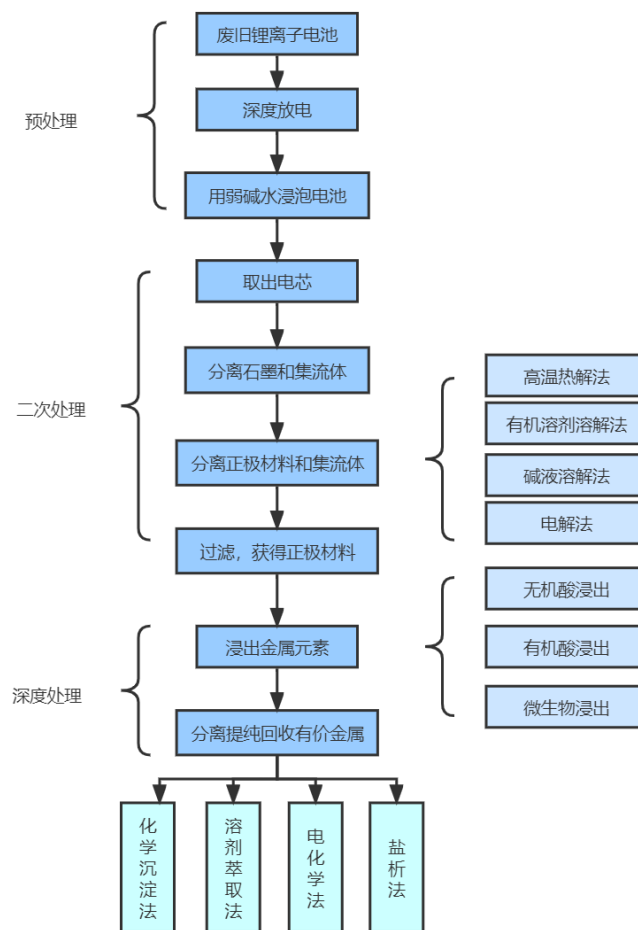 废旧锂离子电池
深度放电
预处理
用弱碱水浸泡电池
取出电芯
分离石墨和集流体
高温热解法
二次处理
有机溶剂溶解法
分离正极材料和集流体
碱液溶解法
电解法
过滤，获得正极材料
无机酸浸出
浸出金属元素
有机酸浸出
深度处理
微生物浸出
分离提纯回收有价金属
化学沉淀法
溶剂萃取法
电化学法
盐析法